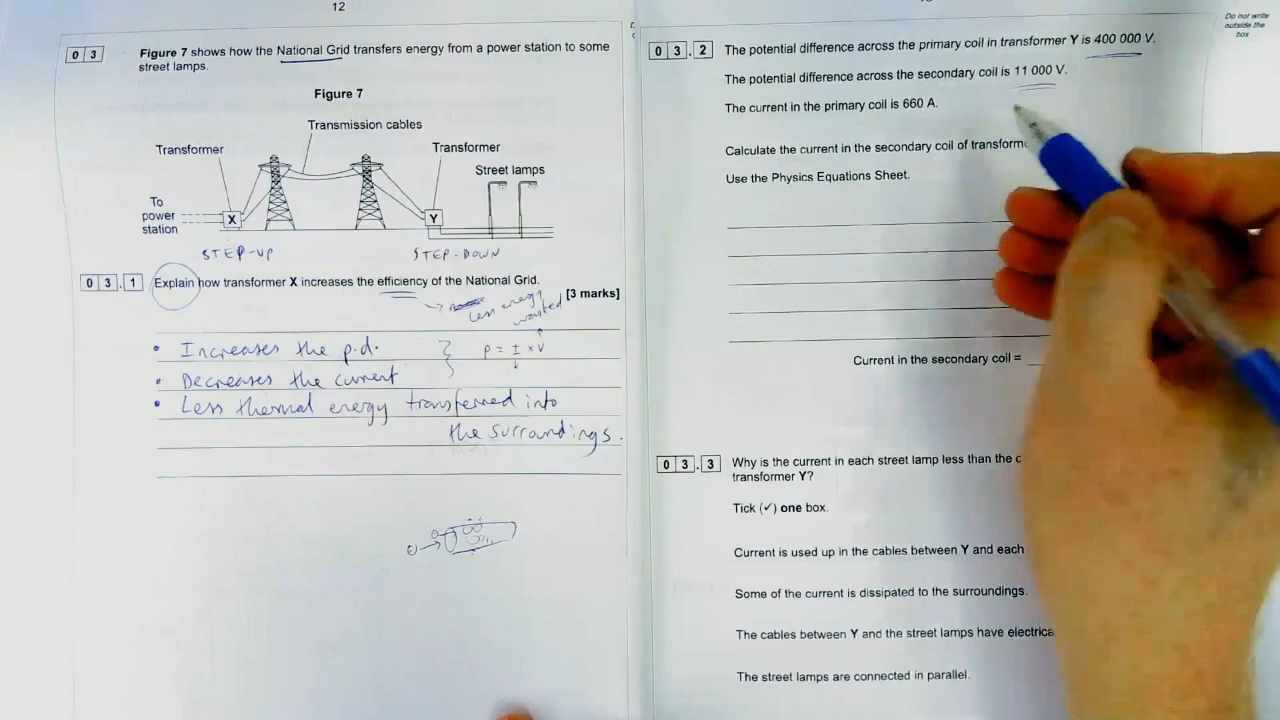 12
0 3
Figure 7 shows how the National Grid transfers energy from a power station to some
street lamps.
Figure 7
Transmission cables
Transformer
Transformer
Street lamps
To
power
station
X
Y
STEP-UP
STEP-DOWN
0 3 . 1 Explain how transformer X increases the efficiency of the National Grid.
[3 marks]
→ Less energy
wasted
• Increases the p.d.
P = I × V
• Decreases the current
• Less thermal energy transferred into
the surroundings.
Do not write
outside the
box
0 3 . 2 The potential difference across the primary coil in transformer Y is 400 000 V.
The potential difference across the secondary coil is 11 000 V.
The current in the primary coil is 660 A.
Calculate the current in the secondary coil of
Use the Physics Equations Sheet.
Current in the secondary coil =
0 3 . 3 Why is the current in each street lamp less than the
transformer Y?
Tick (✓) one box.
Current is used up in the cables between Y and each
Some of the current is dissipated to the surroundings.
The cables between Y and the street lamps have
The street lamps are connected in parallel.